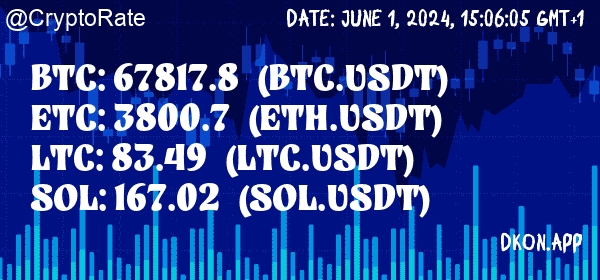 @CryptoRate
DATE: JUNE 1, 2024, 15:06:05 GMT+1
BTC: 67817.8 (BTC.USDT)
ETC: 3800.7 (ETH.USDT)
LTC: 83.49 (LTC.USDT)
SOL: 167.02 (SOL.USDT)
DKON.APP